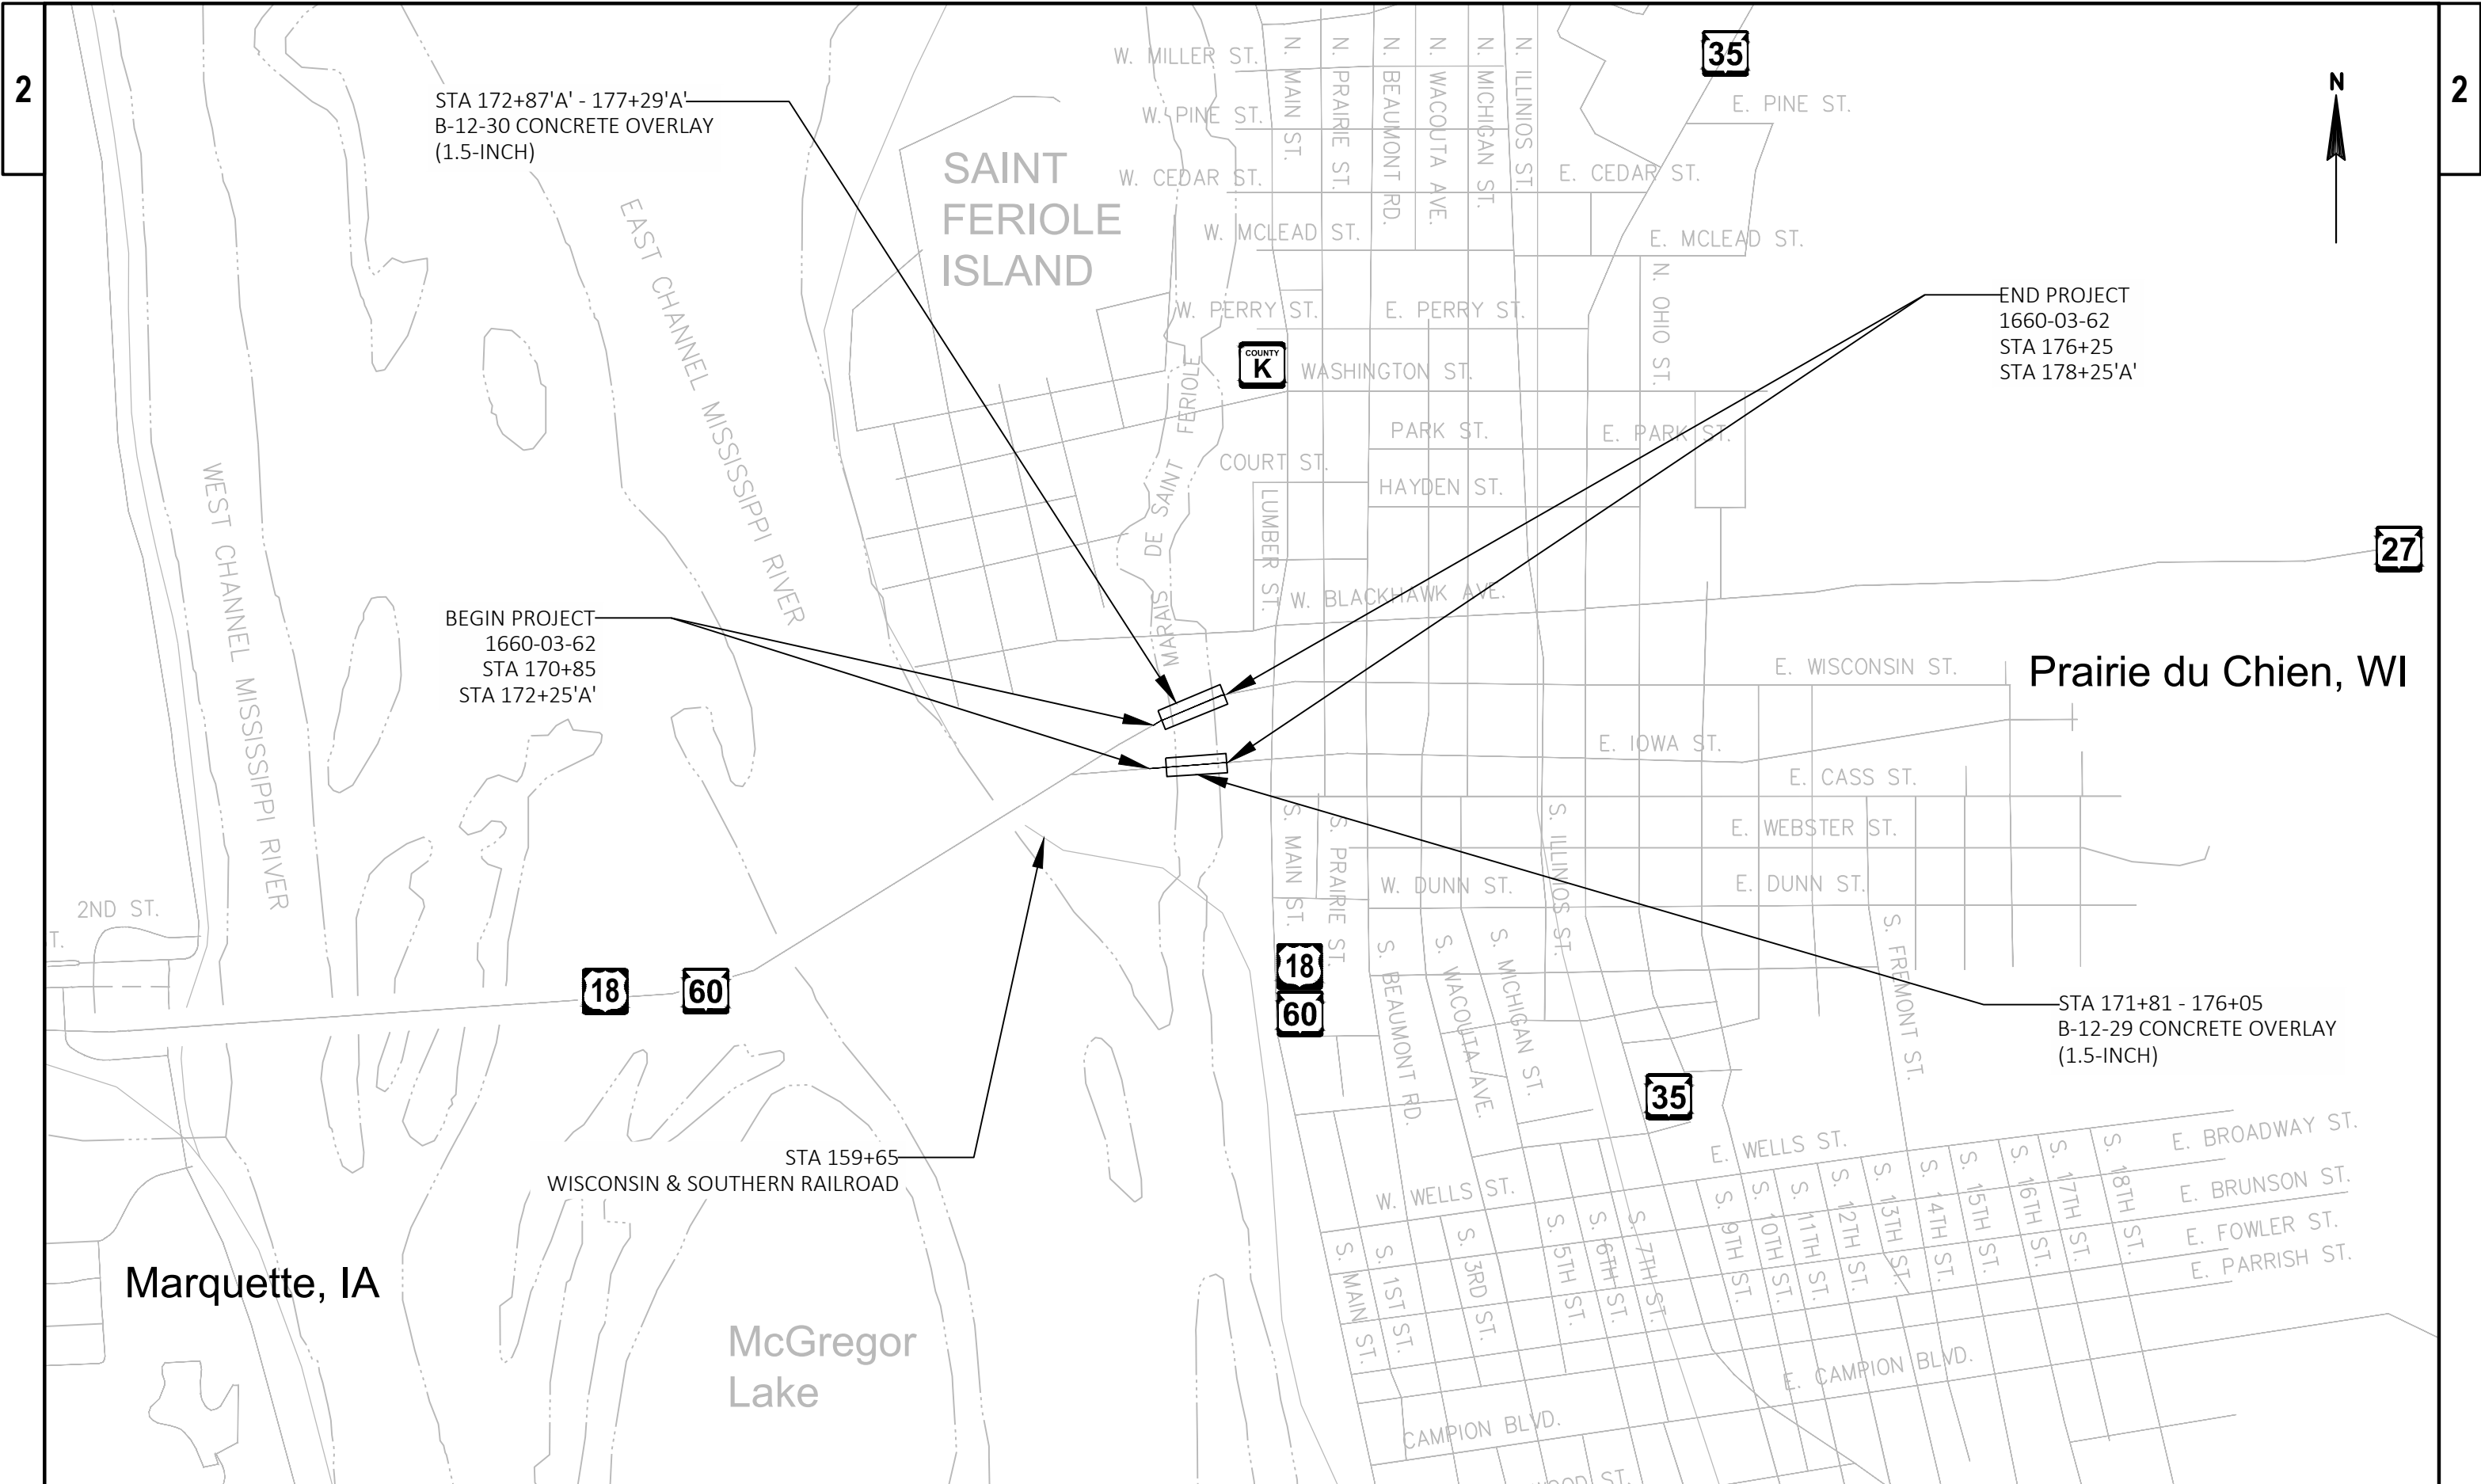 2
2
STA 172+87'A' - 177+29'A'
B-12-30 CONCRETE OVERLAY
(1.5-INCH)
SAINT
FERIOLE
ISLAND
EAST CHANNEL MISSISSIPPI RIVER
WEST CHANNEL MISSISSIPPI RIVER
W. MILLER ST.
W. PINE ST.
W. CEDAR ST.
W. MCLEAD ST.
W. PERRY ST.
N. MAIN ST.
N. PRAIRIE ST.
N. BEAUMONT RD.
N. WACOUTA AVE.
N. MICHIGAN ST.
N. ILLINIOS ST.
35
E. PINE ST.
E. CEDAR ST.
E. MCLEAD ST.
N. OHIO ST.
E. PERRY ST.
N
END PROJECT
1660-03-62
STA 176+25
STA 178+25'A'
COUNTY
K
WASHINGTON ST.
PARK ST.
E. PARK ST.
COURT ST.
HAYDEN ST.
LUMBER ST.
MARAIS DE SAINT FERIOLE
W. BLACKHAWK AVE.
27
BEGIN PROJECT
1660-03-62
STA 170+85
STA 172+25'A'
E. WISCONSIN ST.
Prairie du Chien, WI
E. IOWA ST.
E. CASS ST.
E. WEBSTER ST.
W. DUNN ST.
E. DUNN ST.
S. MAIN ST.
S. PRAIRIE ST.
S. ILLINIOS ST.
S. BEAUMONT RD.
S. WACOUTA AVE.
S. MICHIGAN ST.
S. FREMONT ST.
2ND ST.
T.
18
60
18
60
35
STA 171+81 - 176+05
B-12-29 CONCRETE OVERLAY
(1.5-INCH)
STA 159+65
WISCONSIN & SOUTHERN RAILROAD
Marquette, IA
McGregor
Lake
W. WELLS ST.
E. WELLS ST.
E. BROADWAY ST.
E. BRUNSON ST.
E. FOWLER ST.
E. PARRISH ST.
S. MAIN ST.
S. 1ST ST.
S. 3RD ST.
S. 5TH ST.
S. 6TH ST.
S. 7TH ST.
S. 9TH ST.
S. 10TH ST.
S. 11TH ST.
S. 12TH ST.
S. 13TH ST.
S. 14TH ST.
S. 15TH ST.
S. 16TH ST.
S. 17TH ST.
S. 18TH ST.
E. CAMPION BLVD.
CAMPION BLVD.
ST.